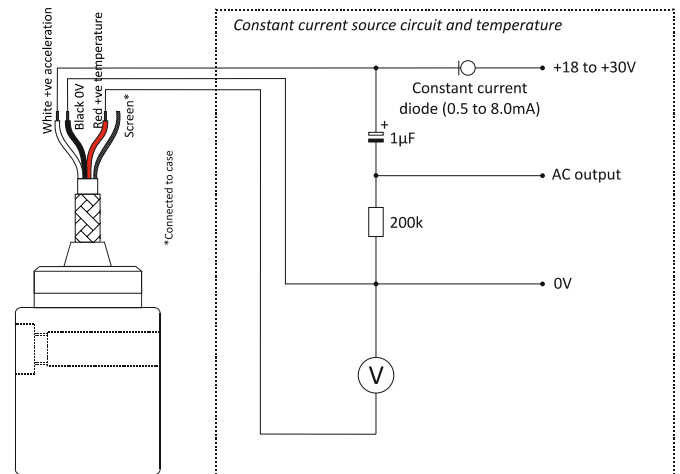 Constant current source circuit and temperature
White +ve acceleration
Black 0V
Red +ve temperature
Screen*
*Connected to case
+18 to +30V
Constant current
diode (0.5 to 8.0mA)
+
1µF
AC output
200k
0V
V